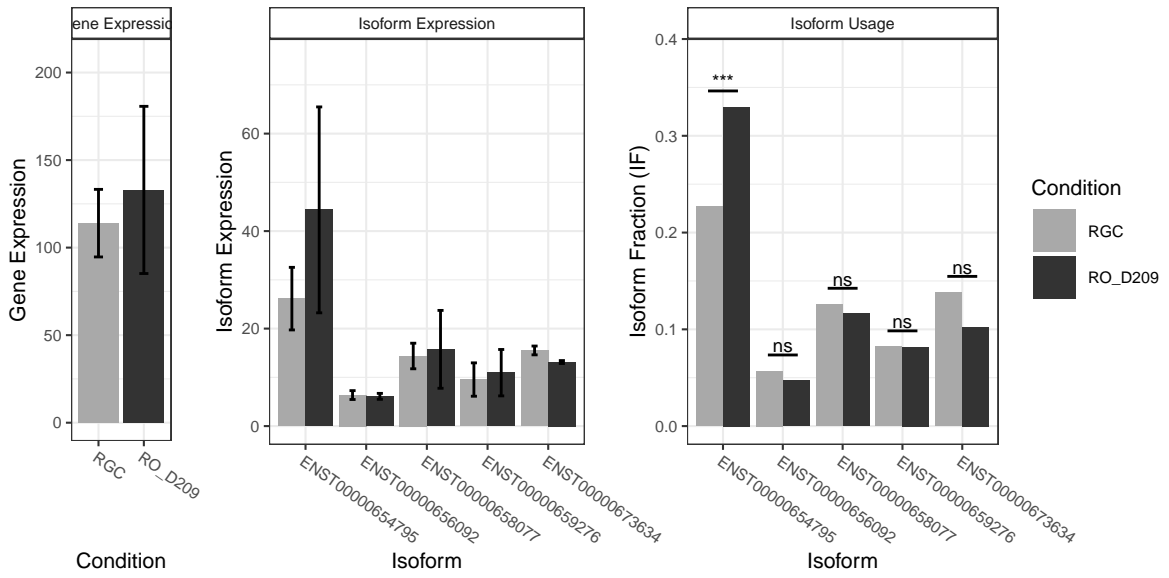 ene Expressio
Isoform Expression
Isoform Usage
Gene Expression
200
150
100
50
0
RGC
RO_D209
Condition
Isoform Expression
60
40
20
0
ENST00000654795
ENST00000656092
ENST00000658077
ENST00000659276
ENST00000673634
Isoform
Isoform Fraction (IF)
0.4
0.3
0.2
0.1
0.0
***
ns
ns
ns
ns
ENST00000654795
ENST00000656092
ENST00000658077
ENST00000659276
ENST00000673634
Isoform
Condition
RGC
RO_D209